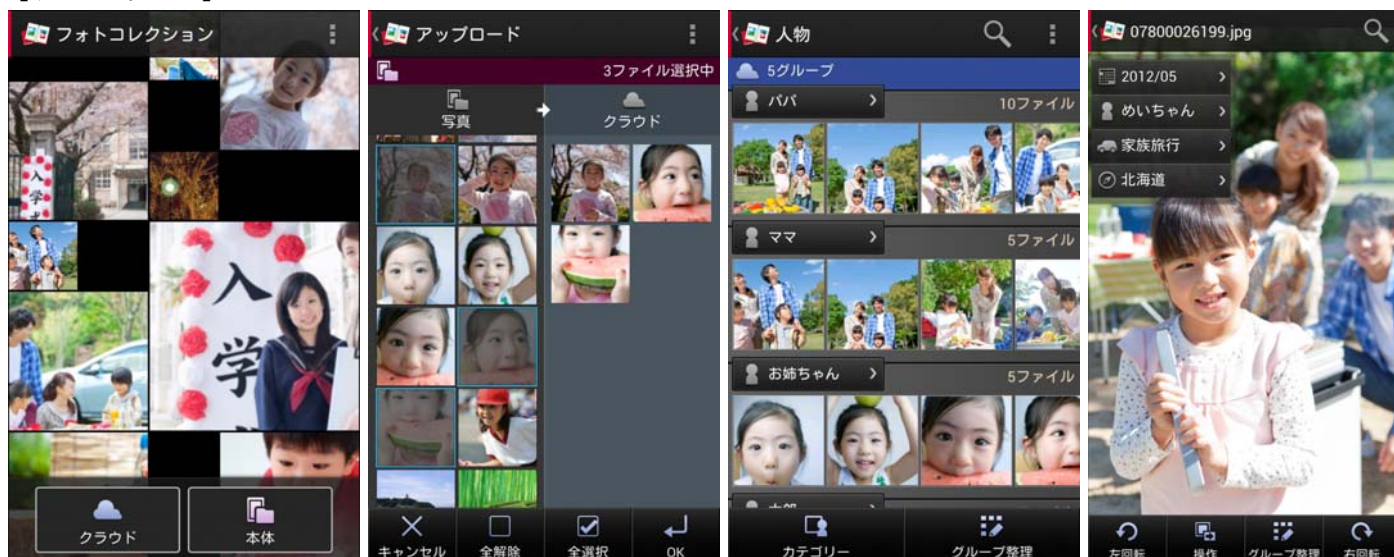 フォトコレクション
入学
入学
クラウド
本体
アップロード
3ファイル選択中
写真
クラウド
キャンセル
全解除
全選択
OK
人物
5グループ
パパ
10ファイル
ママ
5ファイル
お姉ちゃん
5ファイル
カテゴリー
グループ整理
07800026199.jpg
2012/05
めいちゃん
家族旅行
北海道
左回転
操作
グループ整理
右回転